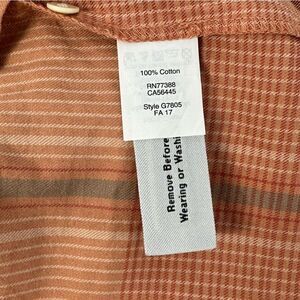 100% Cotton
RN77388
CA56445
Style G7805
FA 17
Remove Before
Wearing or Washi